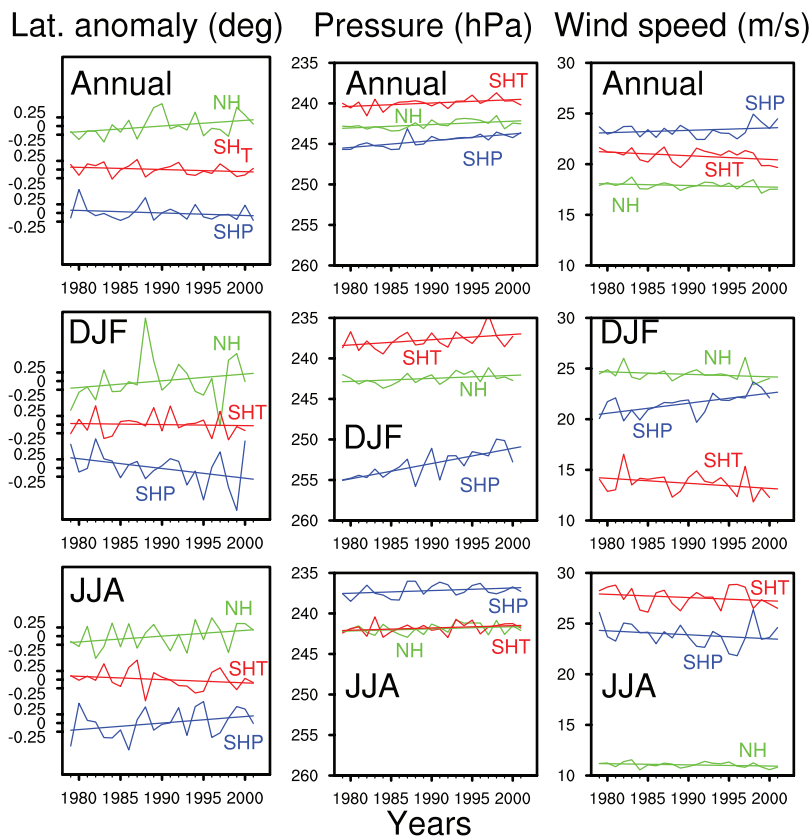 Lat. anomaly (deg) Pressure (hPa) Wind speed (m/s)
Annual
NH
SHT
SHP
0.25
0
-0.25
0.25
0
-0.25
0.25
0
-0.25
1980 1985 1990 1995 2000
Annual
SHT
NH
SHP
235
240
245
250
255
260
1980 1985 1990 1995 2000
Annual
SHP
SHT
NH
30
25
20
15
10
1980 1985 1990 1995 2000
DJF
NH
SHT
SHP
0.25
0
-0.25
0.25
0
-0.25
0.25
0
-0.25
1980 1985 1990 1995 2000
SHT
NH
DJF
SHP
235
240
245
250
255
260
1980 1985 1990 1995 2000
DJF
NH
SHP
SHT
30
25
20
15
10
1980 1985 1990 1995 2000
JJA
NH
SHT
SHP
0.25
0
-0.25
0.25
0
-0.25
0.25
0
-0.25
1980 1985 1990 1995 2000
SHP
NH
SHT
JJA
235
240
245
250
255
260
1980 1985 1990 1995 2000
SHT
SHP
JJA
NH
30
25
20
15
10
1980 1985 1990 1995 2000
Years